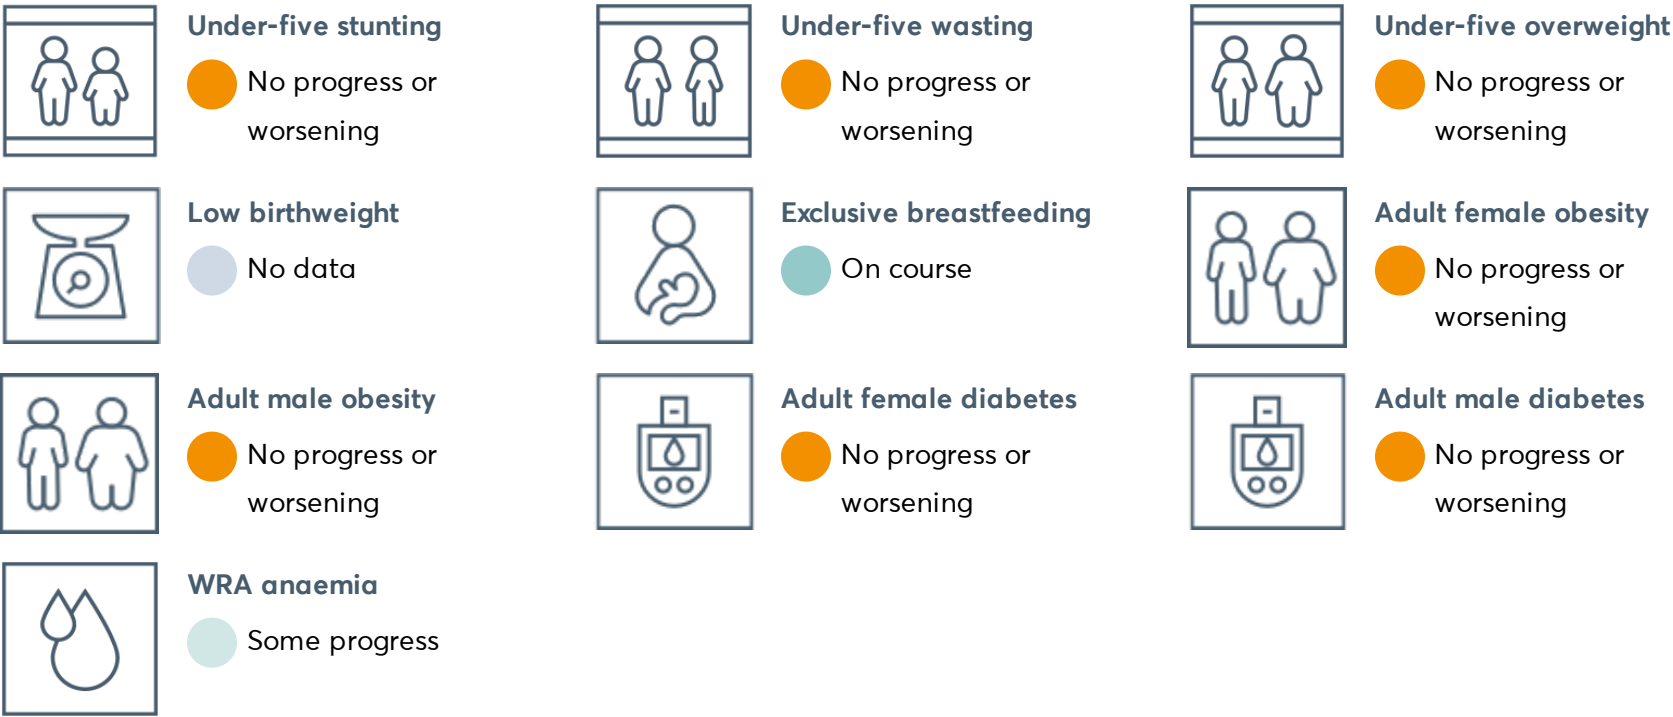 Under-five stunting
No progress or
worsening
Under-five wasting
No progress or
worsening
Under-five overweight
No progress or
worsening
Low birthweight
No data
Exclusive breastfeeding
On course
Adult female obesity
No progress or
worsening
Adult male obesity
No progress or
worsening
Adult female diabetes
No progress or
worsening
Adult male diabetes
No progress or
worsening
WRA anaemia
Some progress